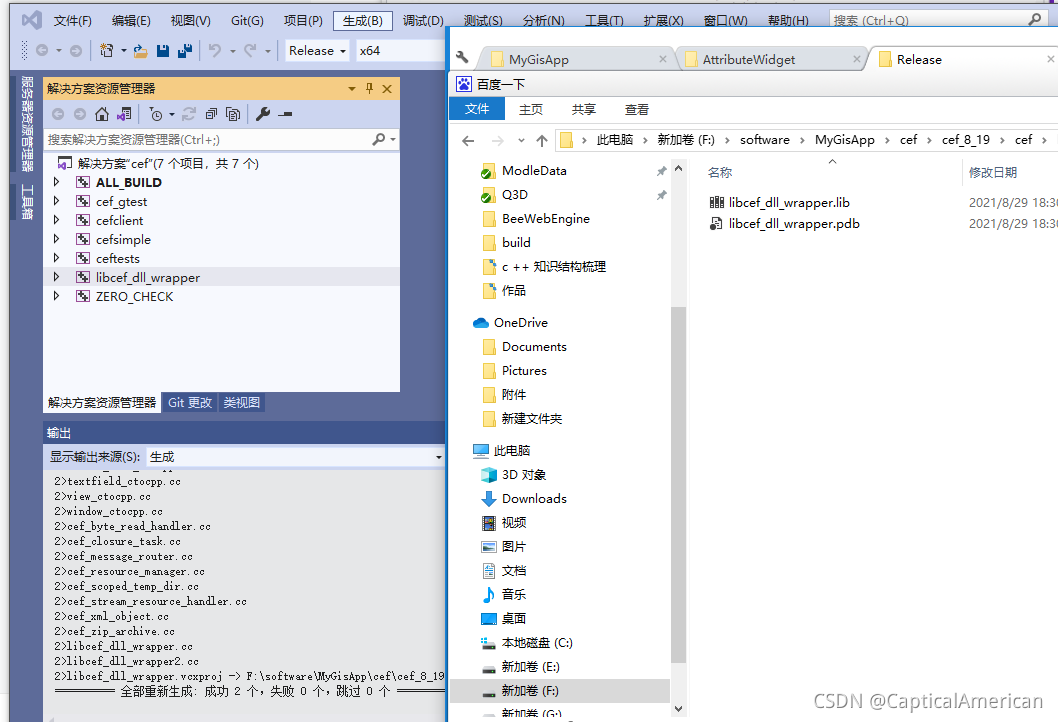 文件(F) 编辑(E) 视图(V) Git(G) 项目(P) 生成(B) 调试(D) 测试(S) 分析(N) 工具(T) 扩展(X) 窗口(W) 帮助(H) 搜索 (Ctrl+Q)
Release x64
服务器资源管理器
工具箱
解决方案资源管理器
搜索解决方案资源管理器(Ctrl+;)
解决方案"cef"(7 个项目，共 7 个)
ALL_BUILD
cef_gtest
cefclient
cefsimple
ceftests
libcef_dll_wrapper
ZERO_CHECK
解决方案资源管理器 Git 更改 类视图
输出
显示输出来源(S): 生成
2>textfield_ctocpp.cc
2>view_ctocpp.cc
2>window_ctocpp.cc
2>cef_byte_read_handler.cc
2>cef_closure_task.cc
2>cef_message_router.cc
2>cef_resource_manager.cc
2>cef_scoped_temp_dir.cc
2>cef_stream_resource_handler.cc
2>cef_xml_object.cc
2>cef_zip_archive.cc
2>libcef_dll_wrapper.cc
2>libcef_dll_wrapper2.cc
2>libcef_dll_wrapper.vcxproj -> F:\software\MyGisApp\cef\cef_8_19
========== 全部重新生成: 成功 2 个，失败 0 个，跳过 0 个 ==========
MyGisApp AttributeWidget Release
百度一下
文件 主页 共享 查看
此电脑 新加卷 (F:) software MyGisApp cef cef_8_19 cef
ModleData
Q3D
BeeWebEngine
build
c ++ 知识结构梳理
作品
OneDrive
Documents
Pictures
附件
新建文件夹
此电脑
3D 对象
Downloads
视频
图片
文档
音乐
桌面
本地磁盘 (C:)
新加卷 (E:)
新加卷 (F:)
新加卷 (G:)
名称 修改日期
libcef_dll_wrapper.lib 2021/8/29 18:30
libcef_dll_wrapper.pdb 2021/8/29 18:30
CSDN @CapticalAmerican